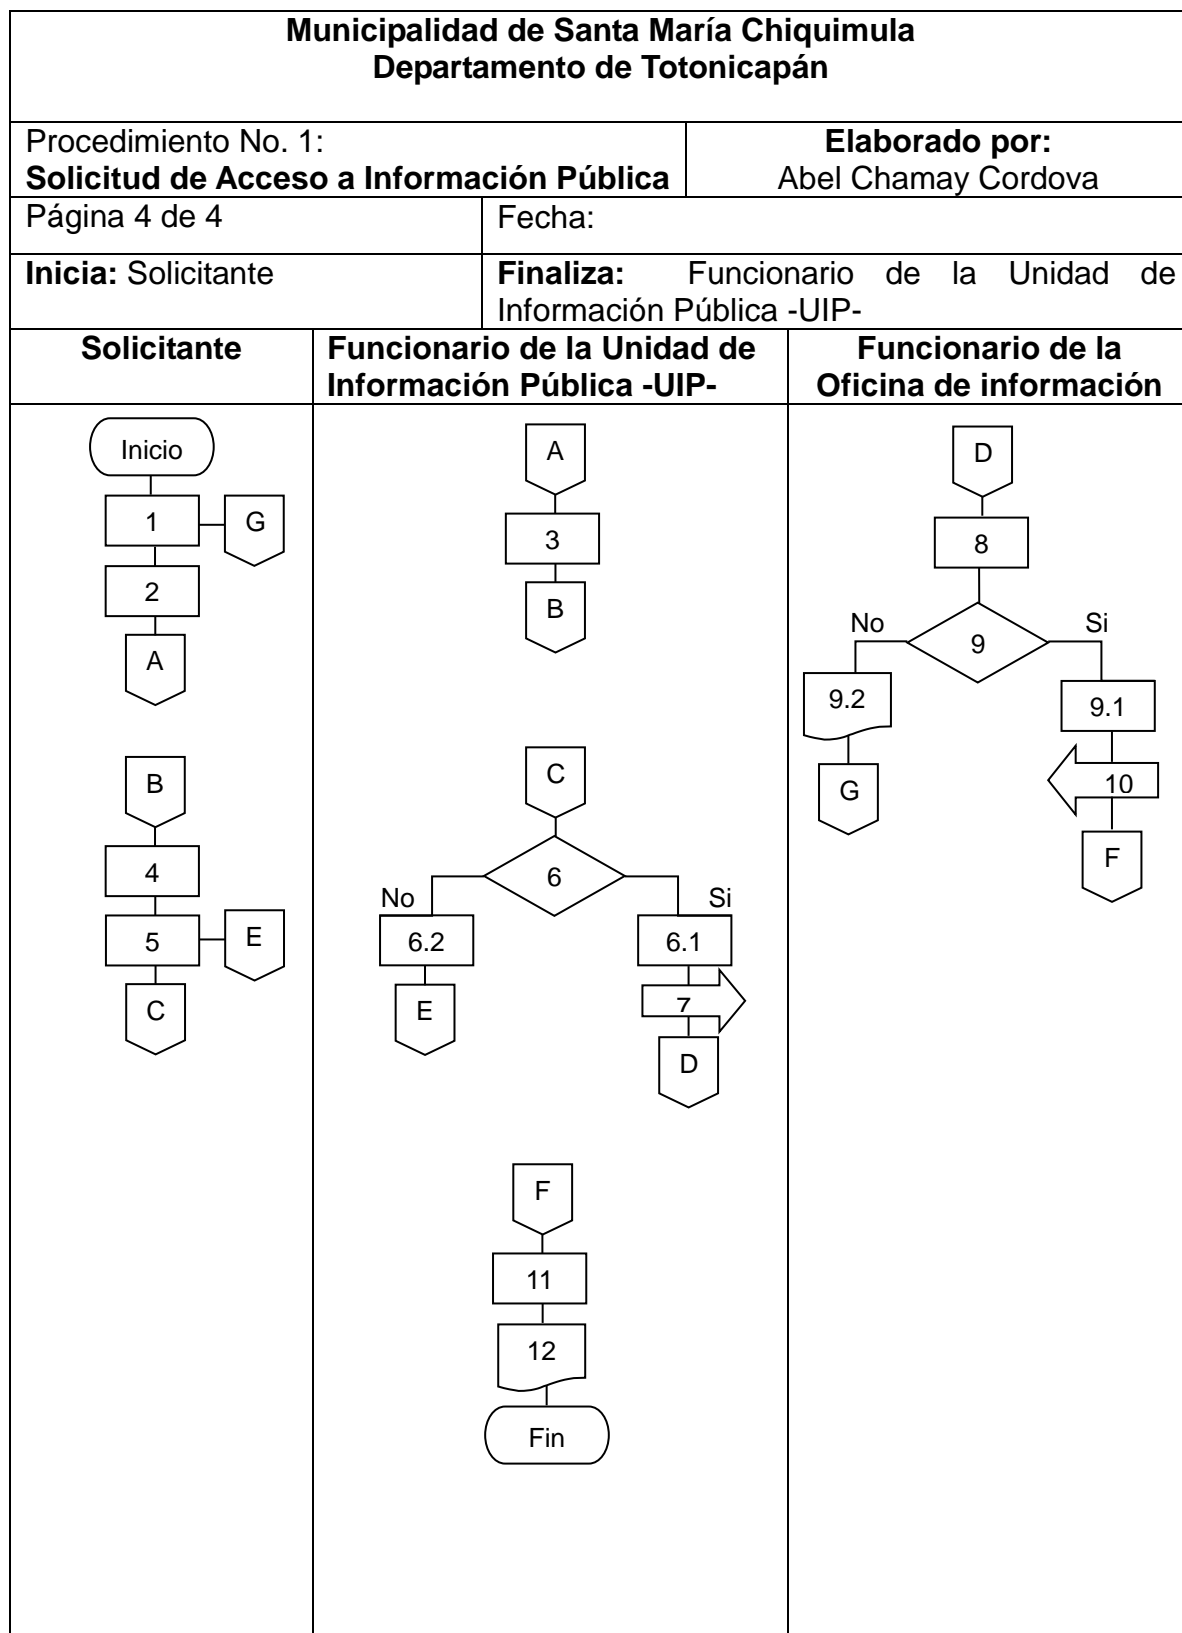 Municipalidad de Santa María Chiquimula
Departamento de Totonicapán
Procedimiento No. 1:
Solicitud de Acceso a Información Pública
Elaborado por:
Abel Chamay Cordova
Página 4 de 4
Fecha:
Inicia: Solicitante
Finaliza: Funcionario de la Unidad de
Información Pública -UIP-
Solicitante
Funcionario de la Unidad de
Información Pública -UIP-
Funcionario de la
Oficina de información
Inicio
1
G
2
A
B
4
5
E
C
A
3
B
C
6
No
Si
6.2
6.1
E
7
D
F
11
12
Fin
D
8
No
9
Si
9.2
9.1
G
10
F